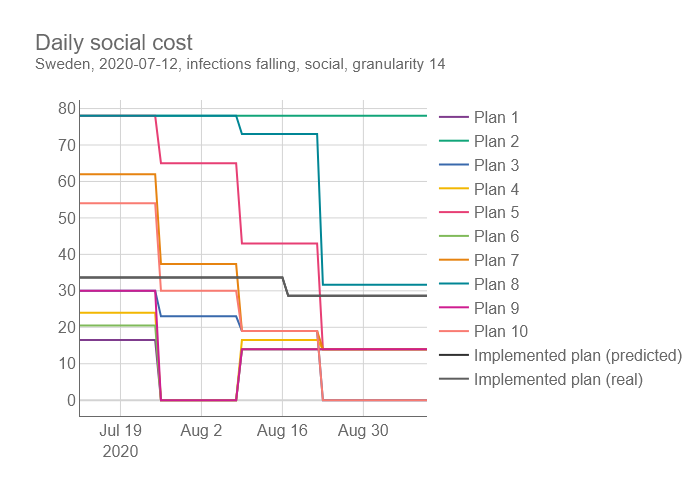 Daily social cost
Sweden, 2020-07-12, infections falling, social, granularity 14
80
70
60
50
40
30
20
10
0
Jul 19
2020
Aug 2
Aug 16
Aug 30
Plan 1
Plan 2
Plan 3
Plan 4
Plan 5
Plan 6
Plan 7
Plan 8
Plan 9
Plan 10
Implemented plan (predicted)
Implemented plan (real)